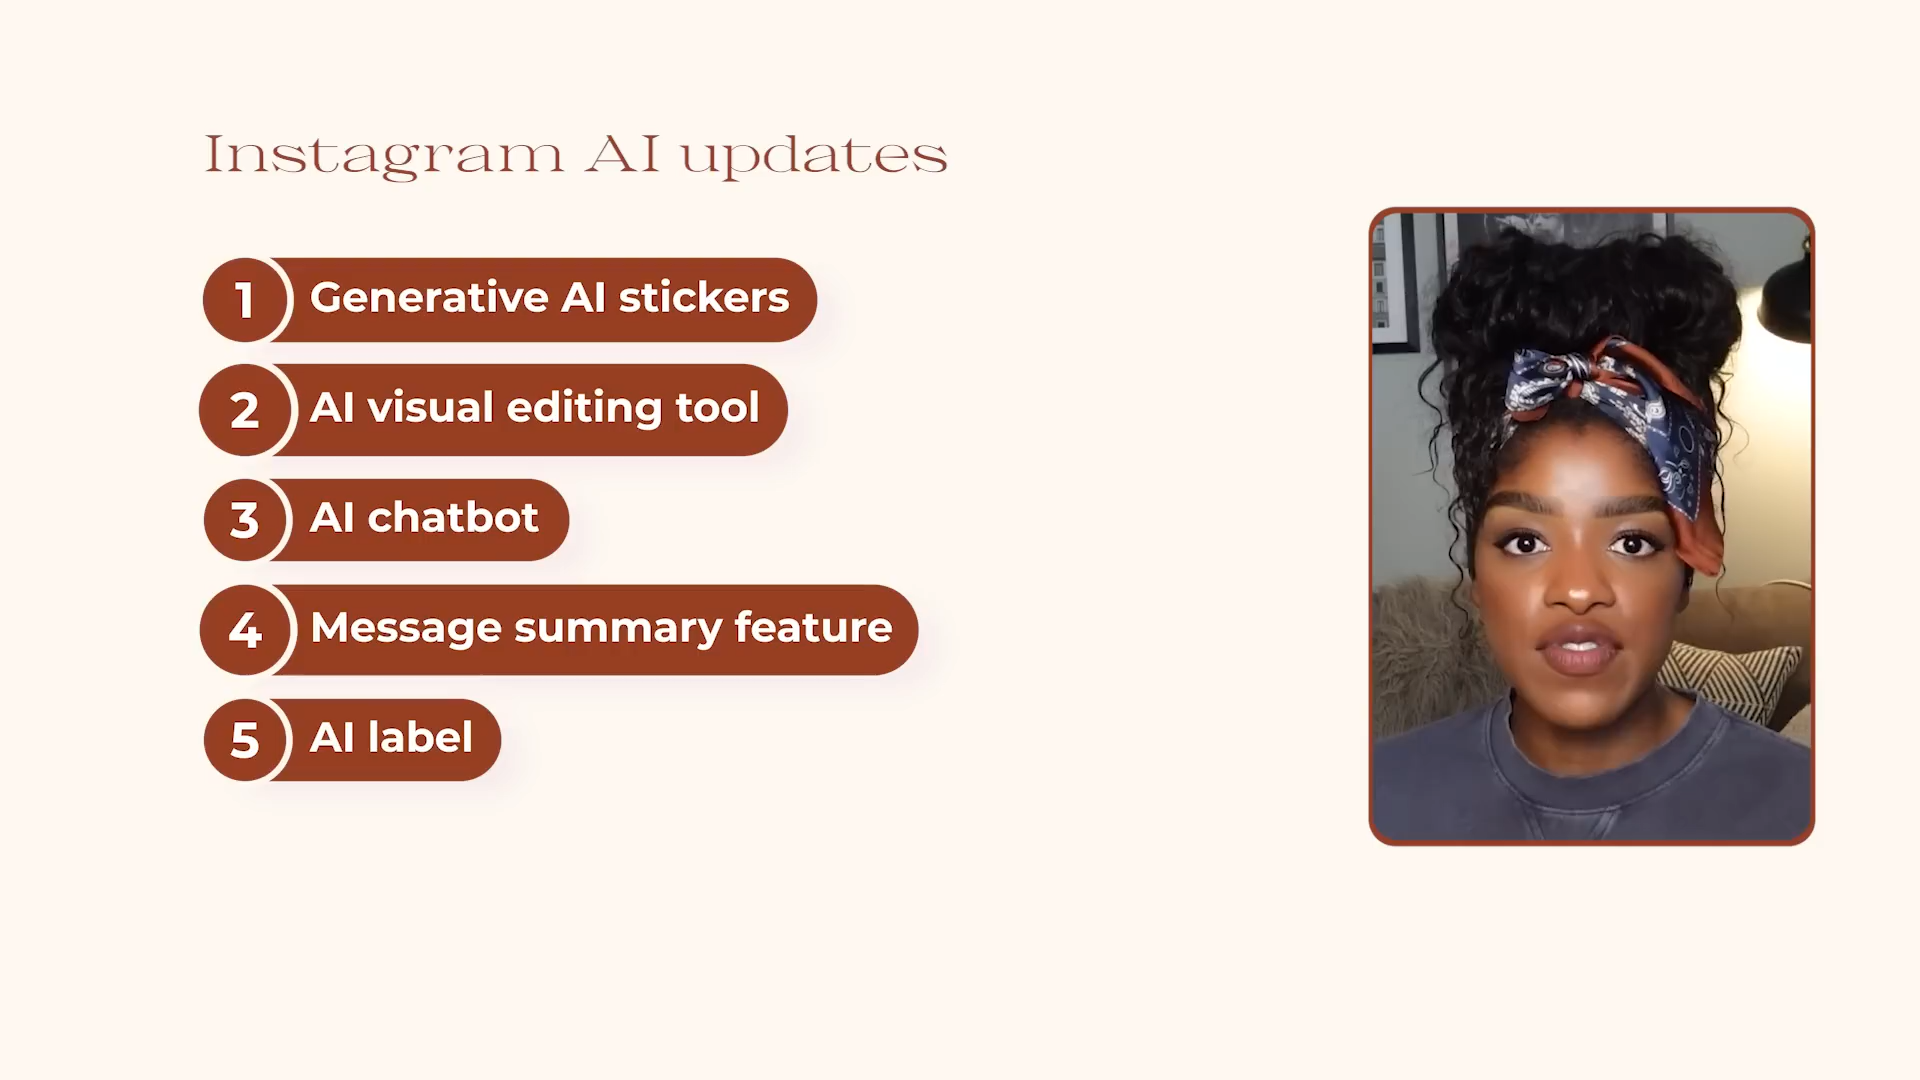 Instagram AI updates
1 Generative AI stickers
2 AI visual editing tool
3 AI chatbot
4 Message summary feature
5 AI label